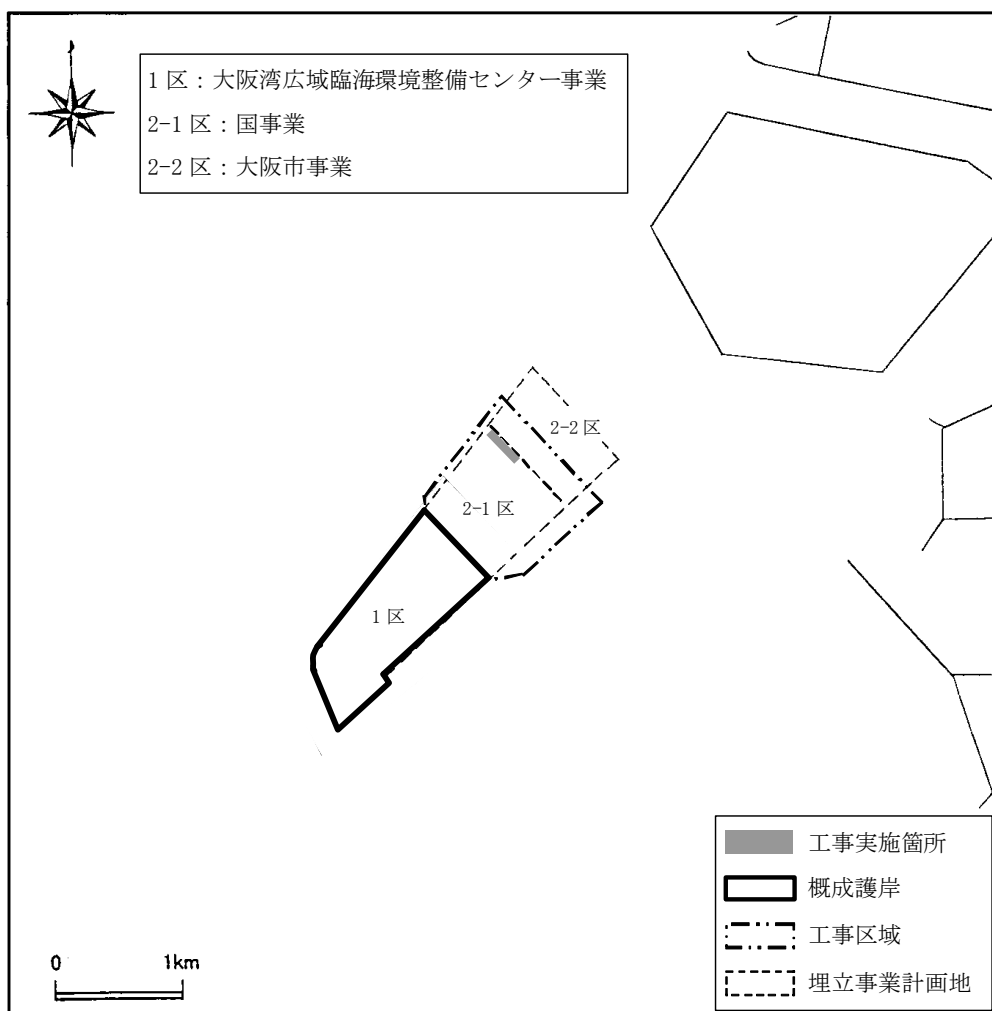 1 区：大阪湾広域臨海環境整備センター事業
2-1 区：国事業
2-2 区：大阪市事業
2-2 区
2-1 区
1 区
工事実施箇所
概成護岸
工事区域
埋立事業計画地
0 1km